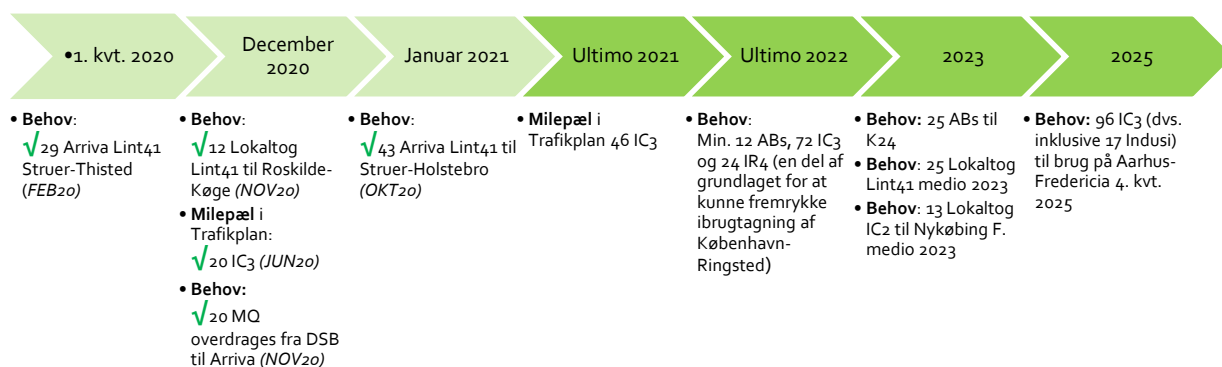 •1. kvt. 2020
December
2020
Januar 2021
Ultimo 2021
Ultimo 2022
2023
2025
• Behov:
√29 Arriva Lint41
Struer-Thisted
(FEB20)
• Behov:
√12 Lokaltog
Lint41 til Roskilde-
Køge (NOV20)
• Milepæl i
Trafikplan:
√20 IC3 (JUN20)
• Behov:
√20 MQ
overdrages fra DSB
til Arriva (NOV20)
• Behov:
√43 Arriva Lint41 til
Struer-Holstebro
(OKT20)
• Milepæl i
Trafikplan 46 IC3
• Behov:
Min. 12 ABs, 72 IC3
og 24 IR4 (en del af
grundlaget for at
kunne fremrykke
ibrugtagning af
København-
Ringsted)
• Behov: 25 ABs til
K24
• Behov: 25 Lokaltog
Lint41 medio 2023
• Behov: 13 Lokaltog
IC2 til Nykøbing F.
medio 2023
• Behov: 96 IC3 (dvs.
inklusive 17 Indusi)
til brug på Aarhus-
Fredericia 4. kvt.
2025